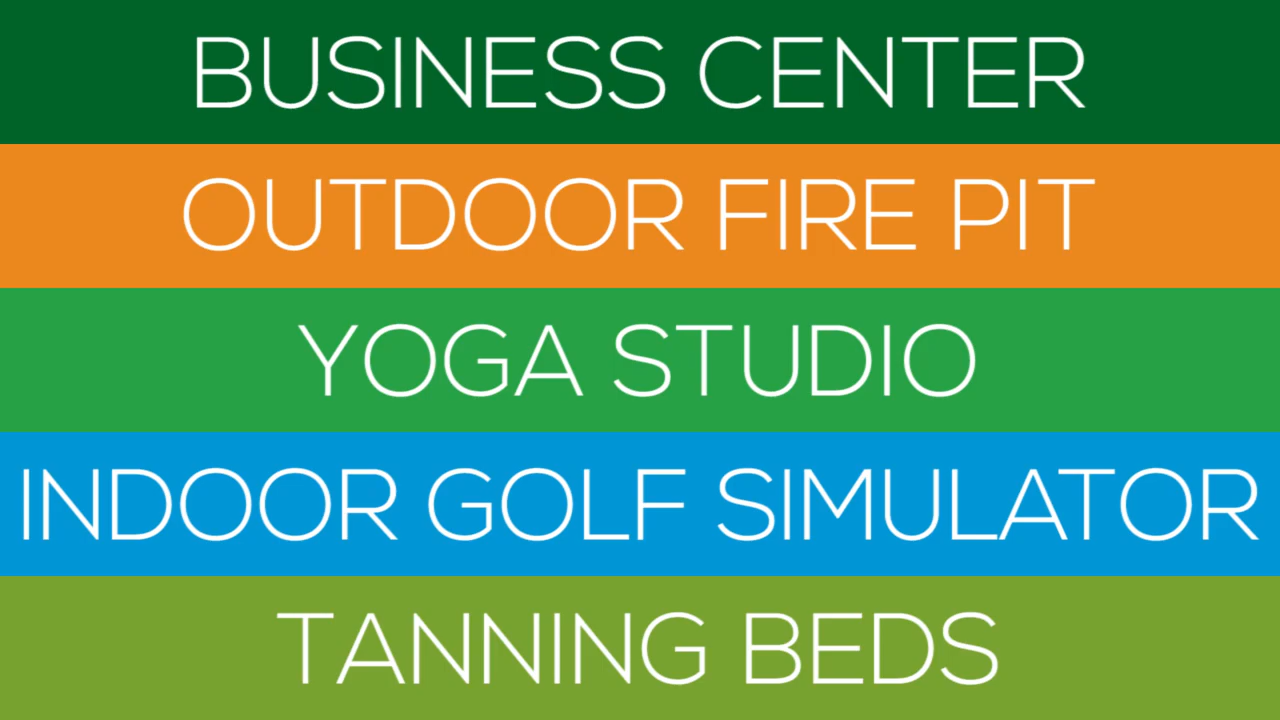 BUSINESS CENTER
OUTDOOR FIRE PIT
YOGA STUDIO
INDOOR GOLF SIMULATOR
TANNING BEDS